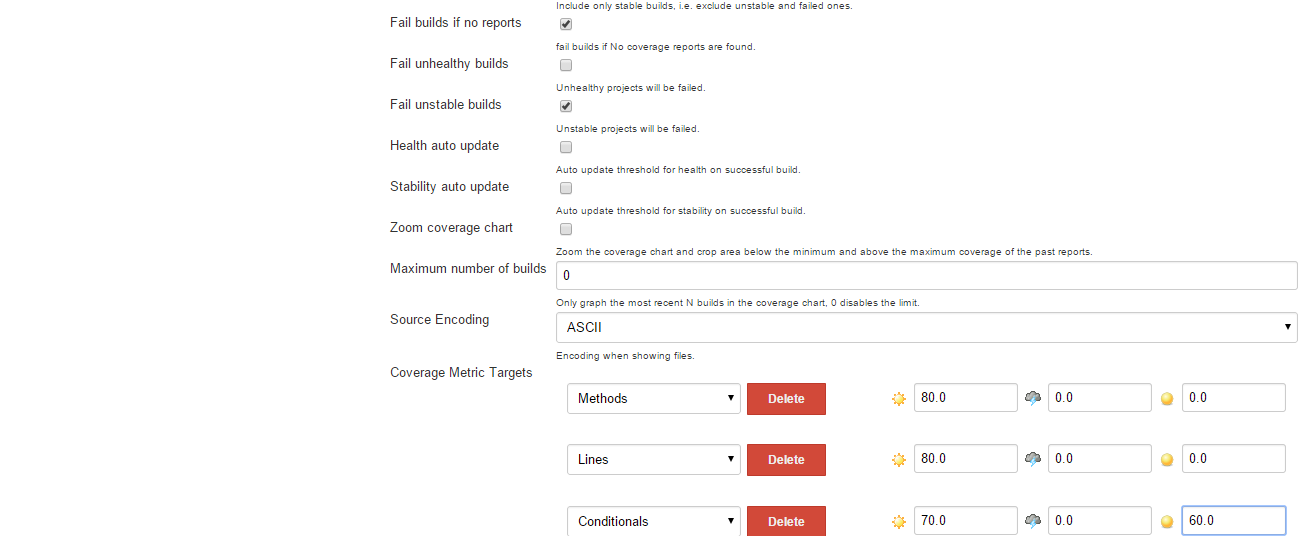 Include only stable builds, i.e. exclude unstable and failed ones.
Fail builds if no reports
fail builds if No coverage reports are found.
Fail unhealthy builds
Unhealthy projects will be failed.
Fail unstable builds
Unstable projects will be failed.
Health auto update
Auto update threshold for health on successful build.
Stability auto update
Auto update threshold for stability on successful build.
Zoom coverage chart
Zoom the coverage chart and crop area below the minimum and above the maximum coverage of the past reports.
Maximum number of builds 0
Only graph the most recent N builds in the coverage chart, 0 disables the limit.
Source Encoding ASCII
Encoding when showing files.
Coverage Metric Targets
Methods Delete 80.0 0.0 0.0
Lines Delete 80.0 0.0 0.0
Conditionals Delete 70.0 0.0 60.0